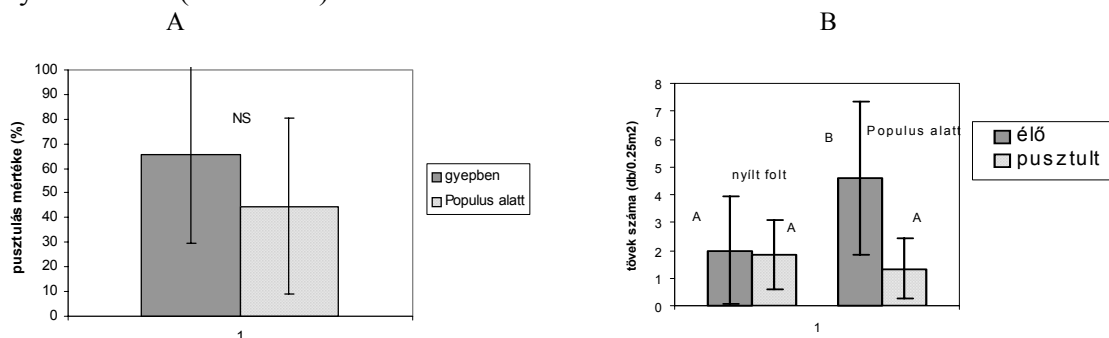 A
B
pusztulás mértéke (%)
100
90
80
70
60
50
40
30
20
10
0
NS
1
gyepben
Populus alatt
tövek száma (db/0.25m2)
8
7
6
5
4
3
2
1
0
A
nyílt folt
A
B
Populus alatt
A
1
élő
pusztult